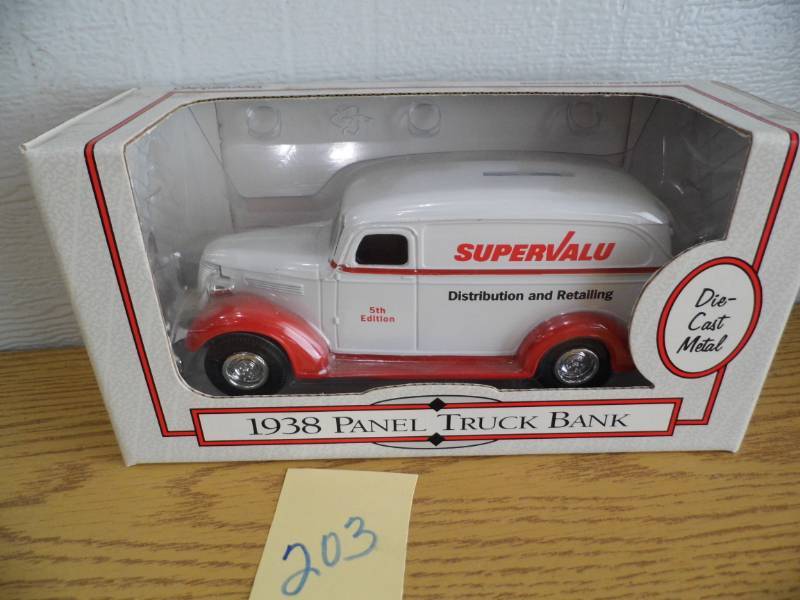 SUPERVALU
Distribution and Retailing
5th
Edition
Die-
Cast
Metal
1938 PANEL TRUCK BANK
203